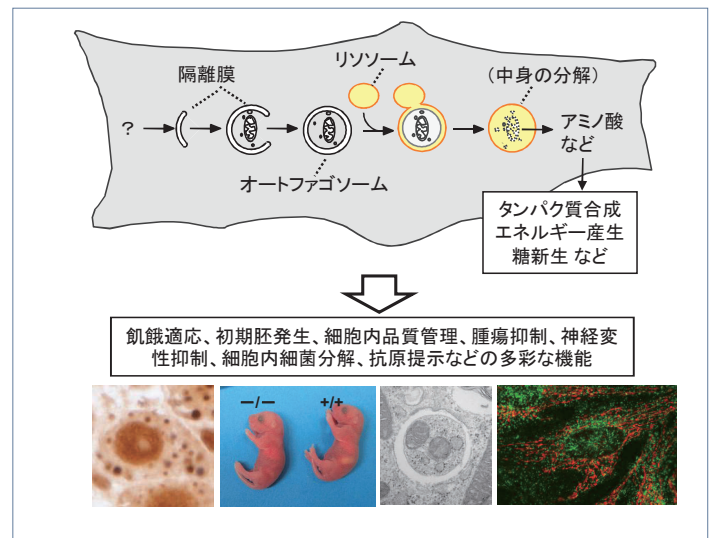 リソソーム
隔離膜
(中身の分解)
?
アミノ酸
など
オートファゴソーム
タンパク質合成
エネルギー産生
糖新生 など
飢餓適応、初期胚発生、細胞内品質管理、腫瘍抑制、神経変
性抑制、細胞内細菌分解、抗原提示などの多彩な機能
−/− +/+